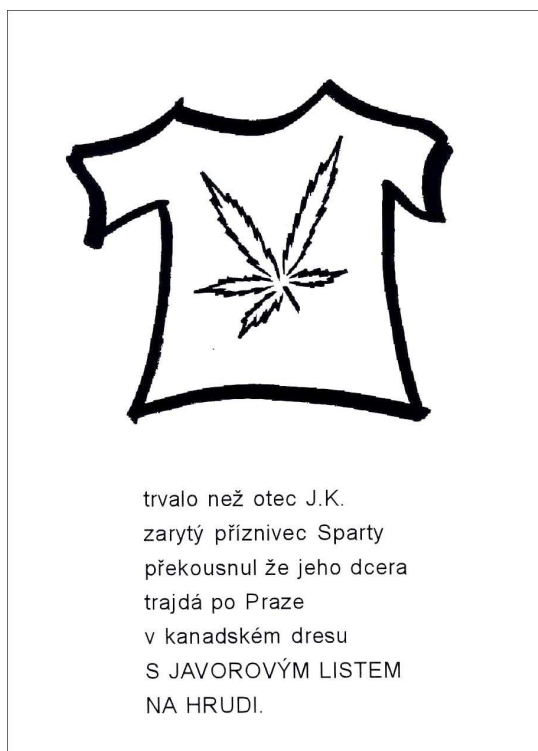 trvalo než otec J.K.
zarytý příznivec Sparty
překousnul že jeho dcera
trajdá po Praze
v kanadském dresu
S JAVOROVÝM LISTEM
NA HRUDI.